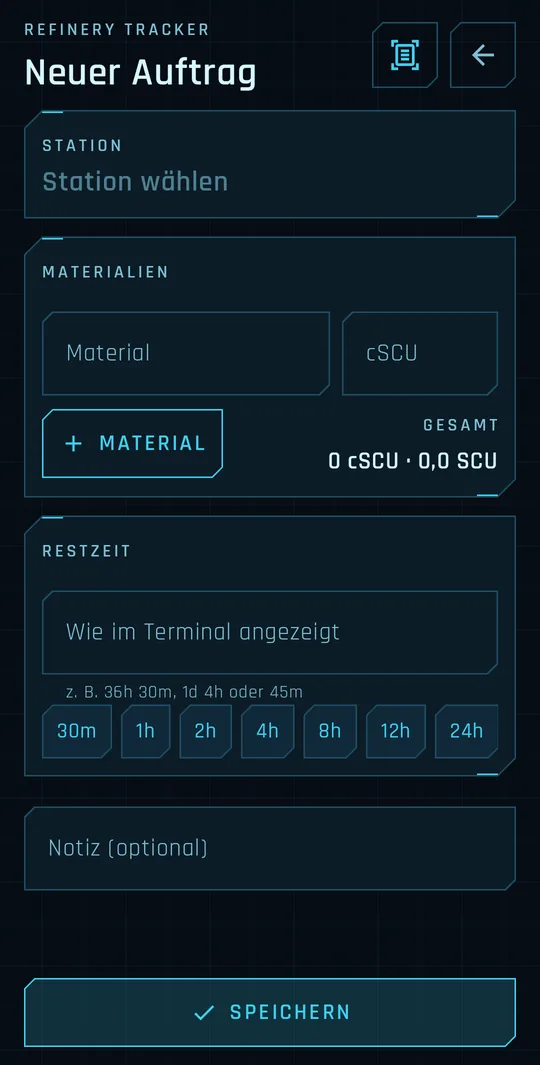 REFINERY TRACKER
Neuer Auftrag
STATION
Station wählen
MATERIALIEN
Material
cSCU
+ MATERIAL
GESAMT
0 cSCU · 0,0 SCU
RESTZEIT
Wie im Terminal angezeigt
z. B. 36h 30m, 1d 4h oder 45m
30m 1h 2h 4h 8h 12h 24h
Notiz (optional)
SPEICHERN